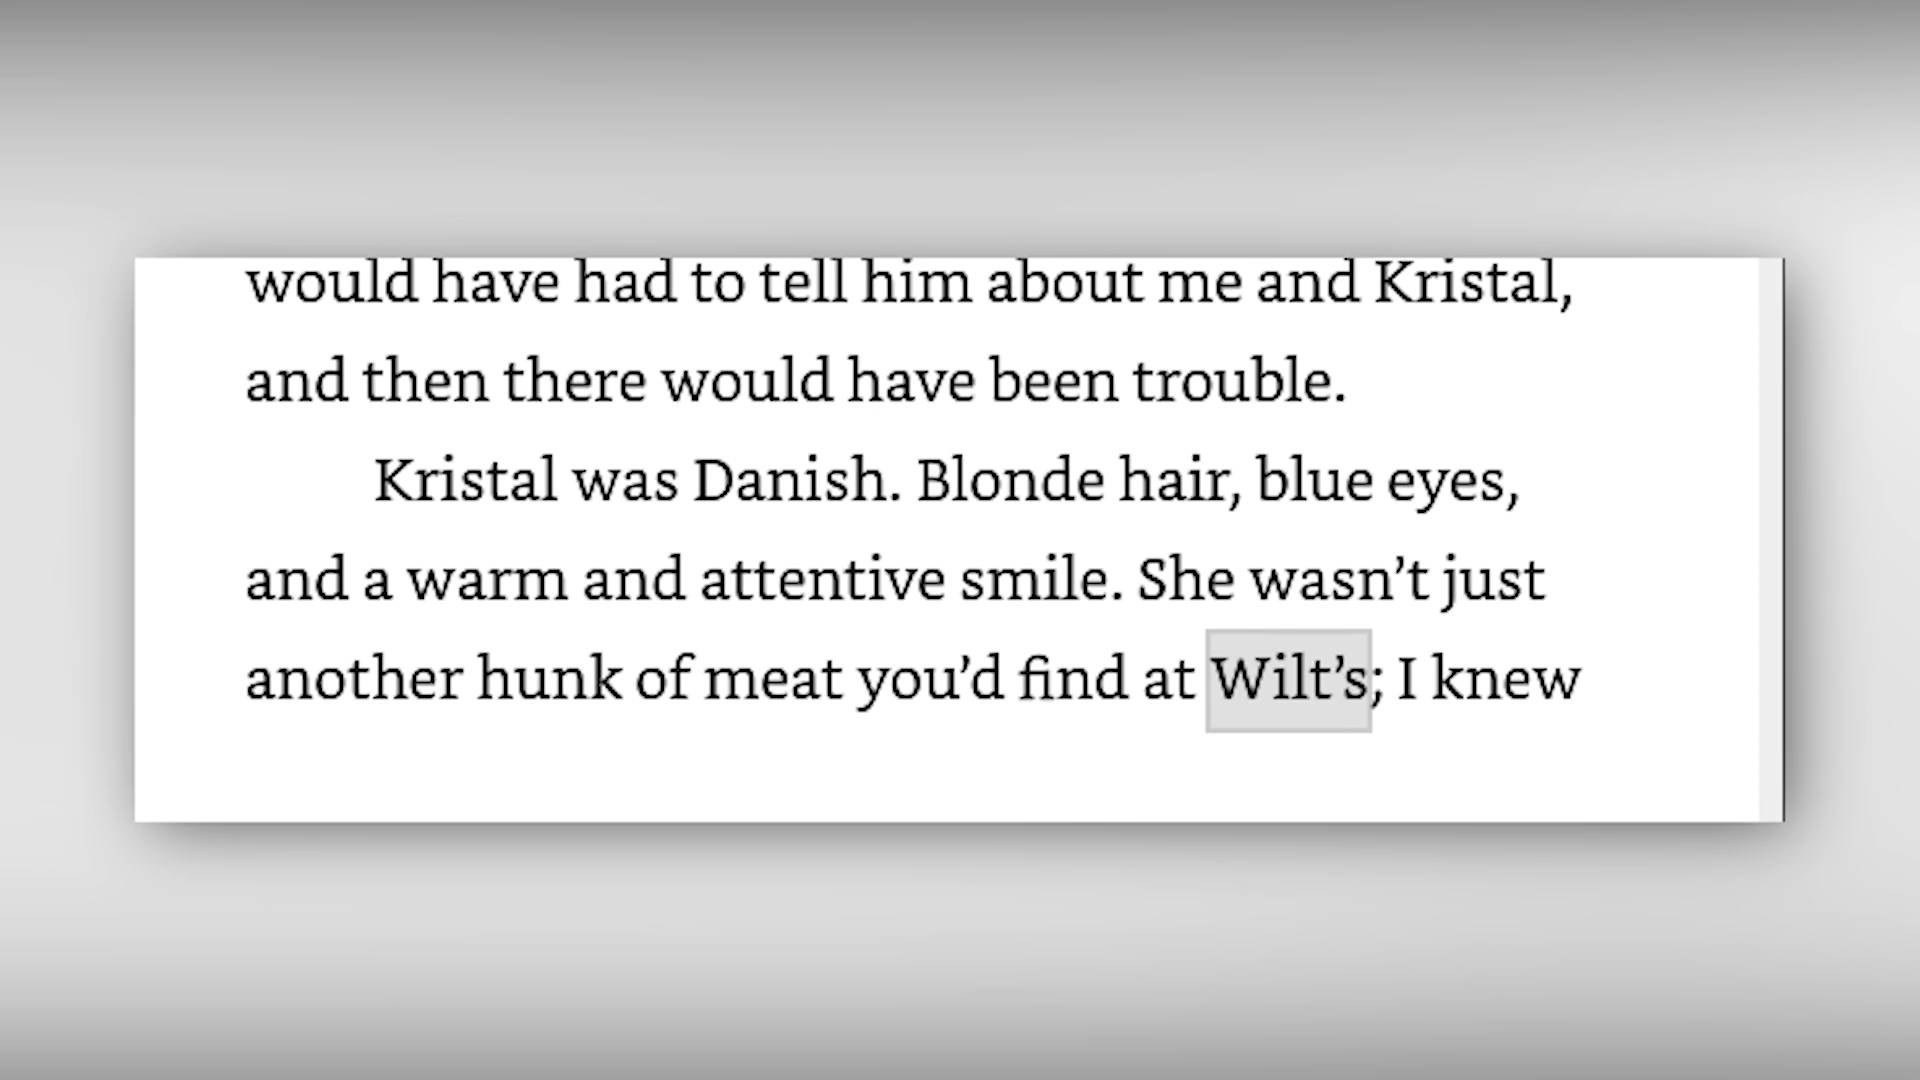 would have had to tell him about me and Kristal,
and then there would have been trouble.
Kristal was Danish. Blonde hair, blue eyes,
and a warm and attentive smile. She wasn’t just
another hunk of meat you’d find at Wilt’s; I knew